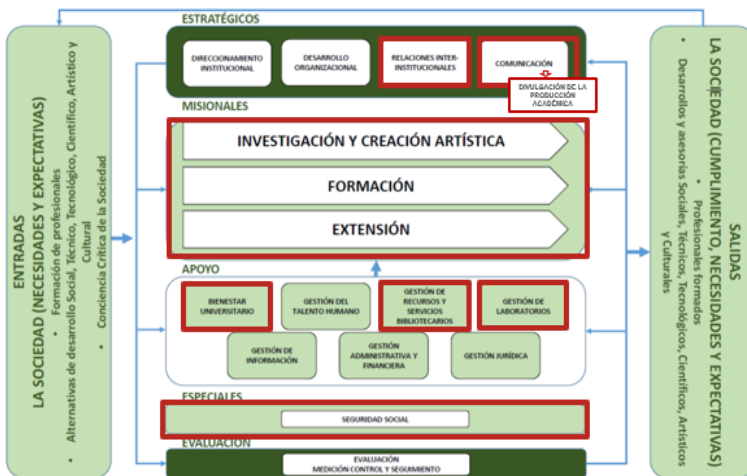 ESTRATÉGICOS
DIRECCIONAMIENTO
INSTITUCIONAL
DESARROLLO
ORGANIZACIONAL
RELACIONES INTER-
INSTITUCIONALES
COMUNICACIÓN
DIVULGACIÓN DE LA
PRODUCCIÓN
ACADÉMICA
MISIONALES
INVESTIGACIÓN Y CREACIÓN ARTÍSTICA
FORMACIÓN
EXTENSIÓN
APOYO
BIENESTAR
UNIVERSITARIO
GESTIÓN DEL
TALENTO HUMANO
GESTIÓN DE
RECURSOS Y
SERVICIOS
BIBLIOTECARIOS
GESTIÓN DE
LABORATORIOS
GESTIÓN DE
INFORMACIÓN
GESTIÓN
ADMINISTRATIVA Y
FINANCIERA
GESTIÓN JURÍDICA
ESPECIALES
SEGURIDAD SOCIAL
EVALUACIÓN
EVALUACIÓN
MEDICIÓN CONTROL Y SEGUIMIENTO
ENTRADAS
LA SOCIEDAD (NECESIDADES Y EXPECTATIVAS)
• Formación de profesionales
• Alternativas de desarrollo Social, Técnico, Tecnológico, Científico, Artístico y
Cultural
• Conciencia Crítica de la Sociedad
SALIDAS
LA SOCIEDAD (CUMPLIMIENTO, NECESIDADES Y EXPECTATIVAS)
• Profesionales formados
• Desarrollos y asesorías Sociales, Técnicos, Tecnológicos, Científicos, Artísticos
y Culturales